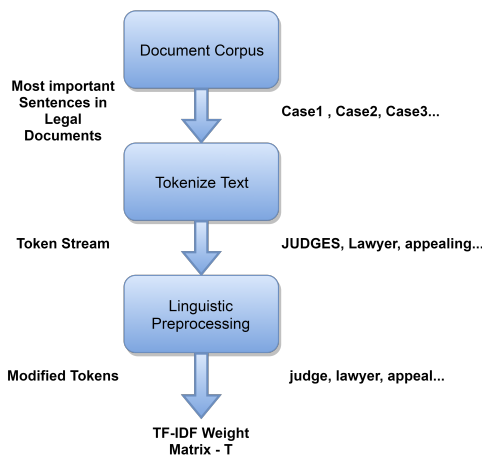 Document Corpus
Most important
Sentences in
Legal
Documents
Case1 , Case2, Case3...
Tokenize Text
Token Stream
JUDGES, Lawyer, appealing...
Linguistic
Preprocessing
Modified Tokens
judge, lawyer, appeal...
TF-IDF Weight
Matrix - T